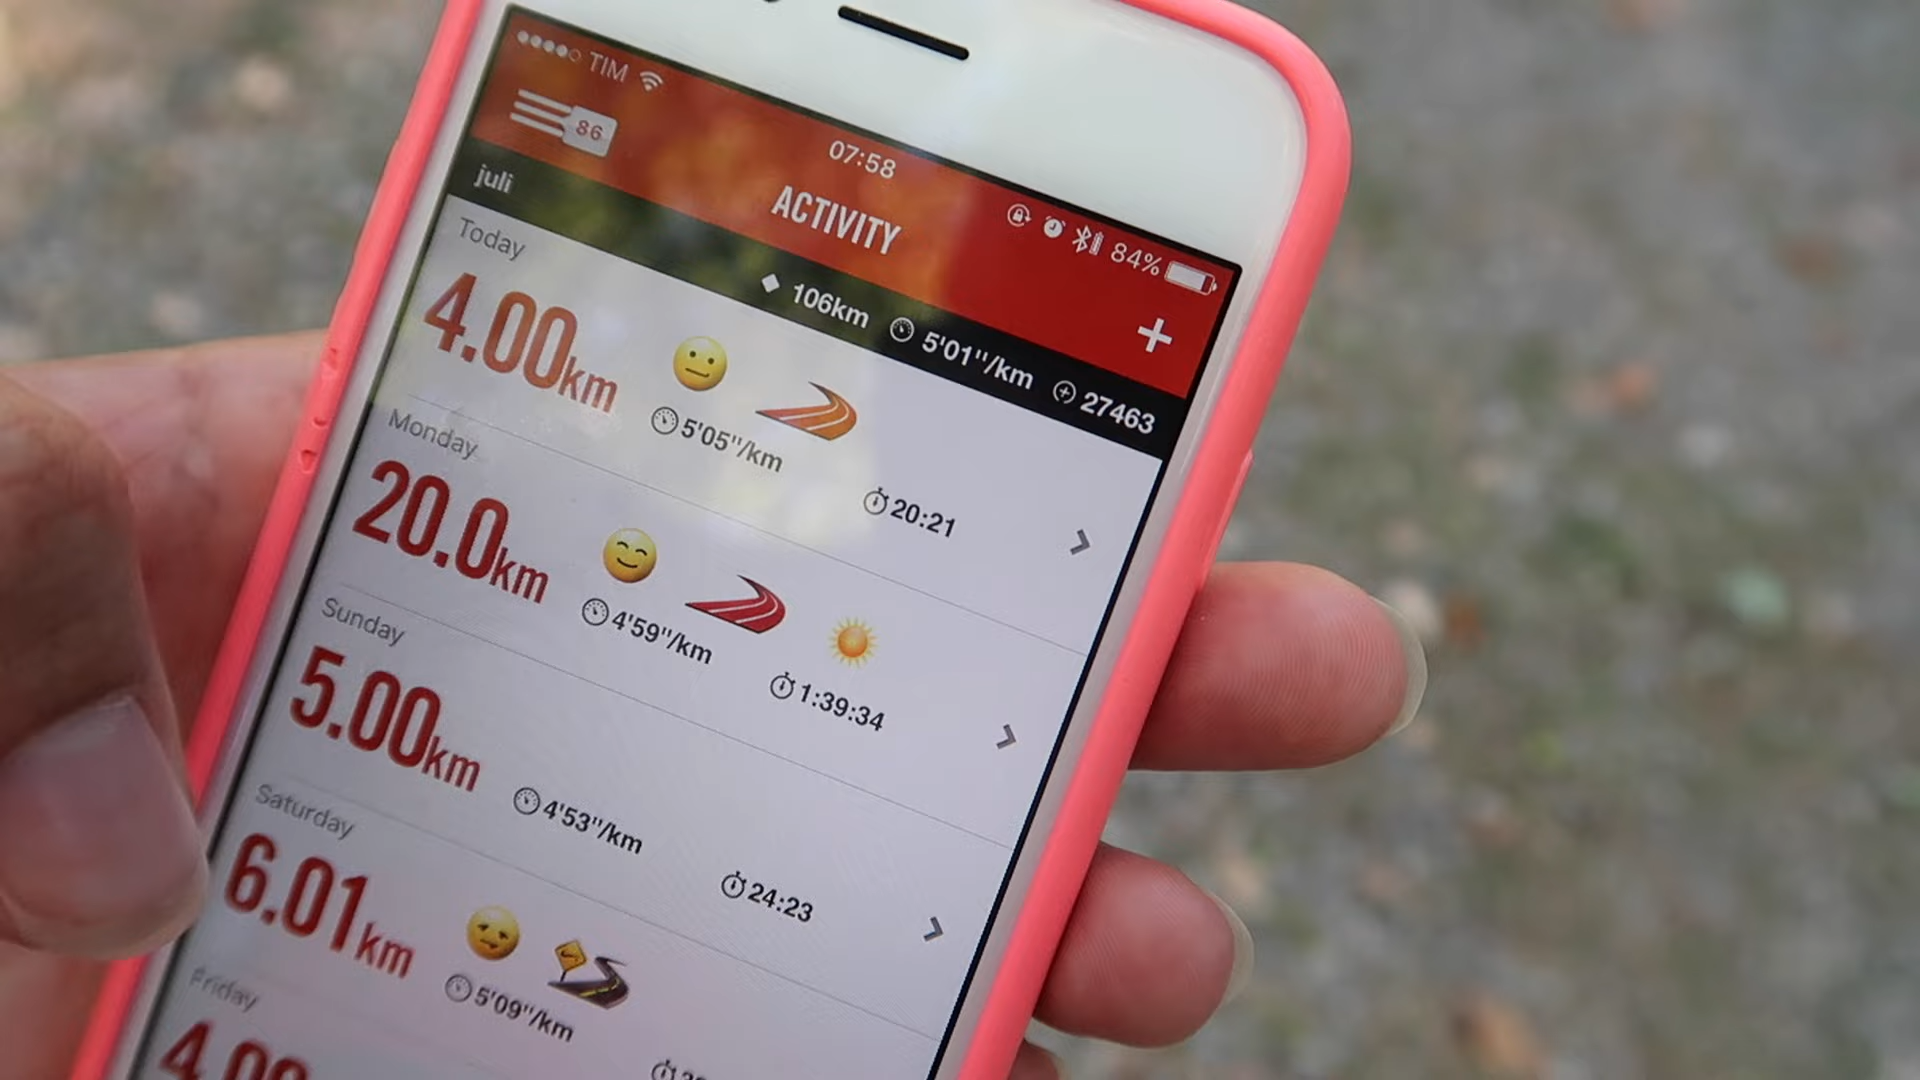 TIM
07:58
84%
86
ACTIVITY
+
juli
106km 5'01"/km 27463
Today
4.00km
5'05"/km
20:21
Monday
20.0km
4'59"/km
1:39:34
Sunday
5.00km
4'53"/km
24:23
Saturday
6.01km
5'09"/km
Friday